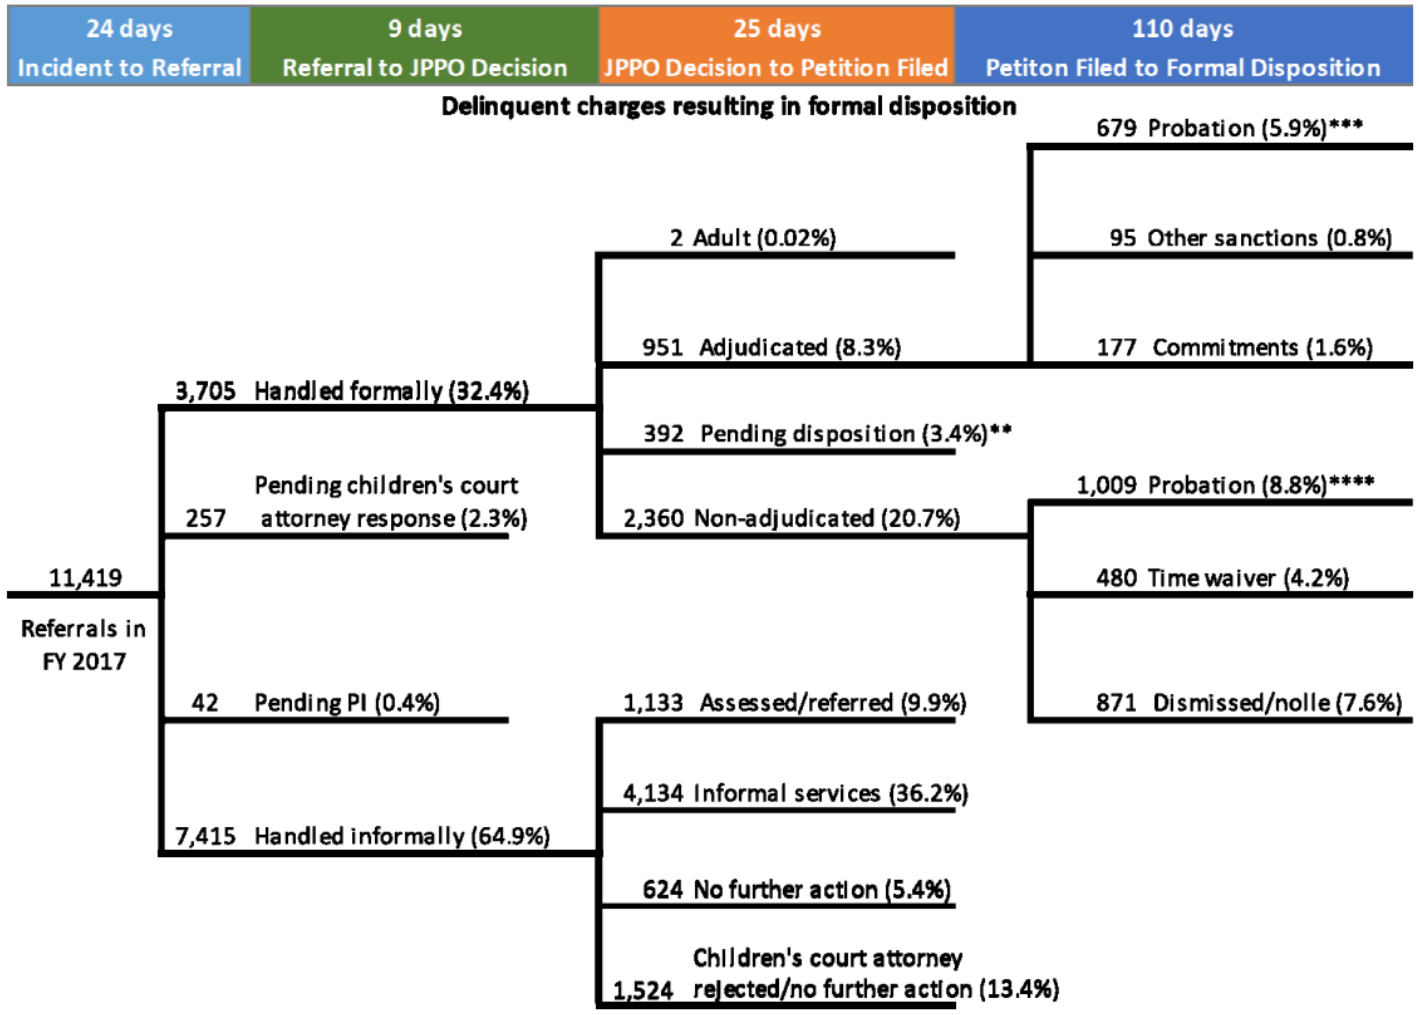 24 days
Incident to Referral
9 days
Referral to JPPO Decision
25 days
JPPO Decision to Petition Filed
110 days
Petiton Filed to Formal Disposition
Delinquent charges resulting in formal disposition
679 Probation (5.9%)***
2 Adult (0.02%)
95 Other sanctions (0.8%)
951 Adjudicated (8.3%)
177 Commitments (1.6%)
3,705 Handled formally (32.4%)
392 Pending disposition (3.4%)**
Pending children's court
257 attorney response (2.3%)
1,009 Probation (8.8%)****
2,360 Non-adjudicated (20.7%)
11,419
Referrals in
FY 2017
480 Time waiver (4.2%)
42 Pending PI (0.4%)
1,133 Assessed/referred (9.9%)
871 Dismissed/nolle (7.6%)
4,134 Informal services (36.2%)
7,415 Handled informally (64.9%)
624 No further action (5.4%)
Children's court attorney
1,524 rejected/no further action (13.4%)